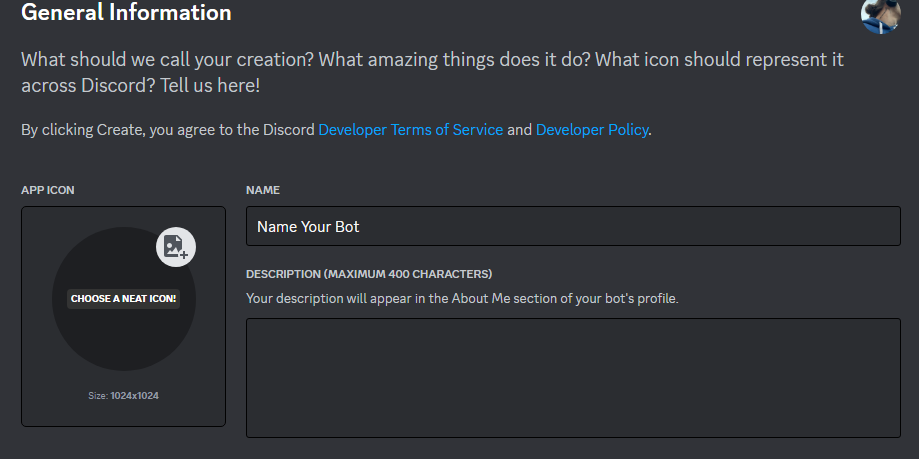 General Information
What should we call your creation? What amazing things does it do? What icon should represent it
across Discord? Tell us here!
By clicking Create, you agree to the Discord Developer Terms of Service and Developer Policy.
APP ICON
CHOOSE A NEAT ICON!
Size: 1024x1024
NAME
Name Your Bot
DESCRIPTION (MAXIMUM 400 CHARACTERS)
Your description will appear in the About Me section of your bot's profile.